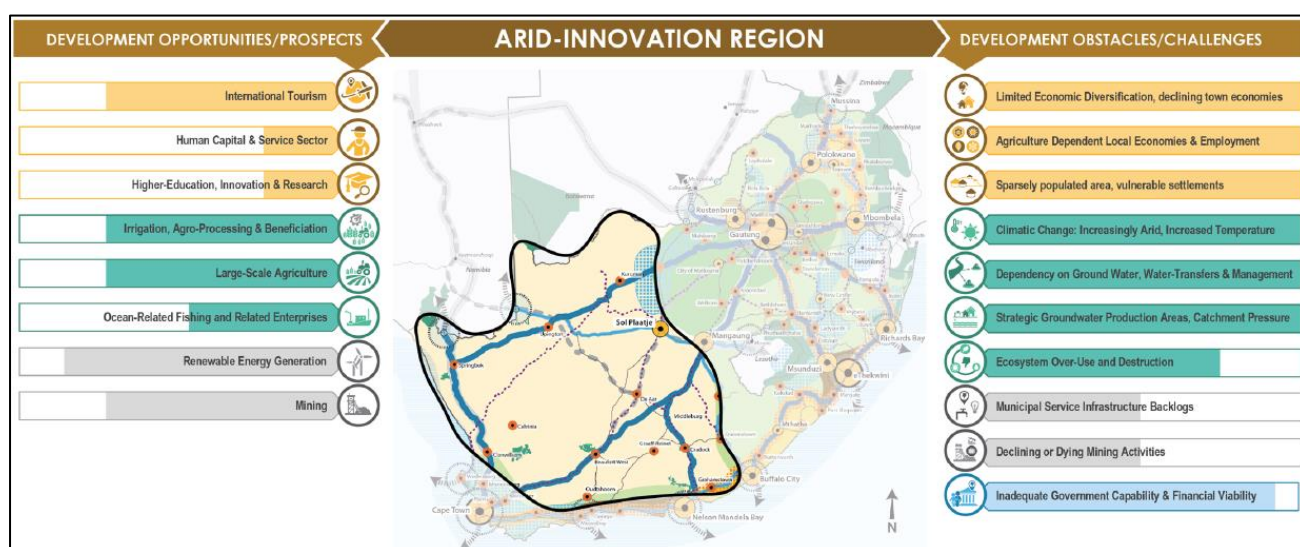 DEVELOPMENT OPPORTUNITIES/PROSPECTS
ARID-INNOVATION REGION
DEVELOPMENT OBSTACLES/CHALLENGES
International Tourism
Human Capital & Service Sector
Higher-Education, Innovation & Research
Irrigation, Agro-Processing & Beneficiation
Large-Scale Agriculture
Ocean-Related Fishing and Related Enterprises
Renewable Energy Generation
Mining
Musina
Polokwane
Mbombela
Rustenburg
Gauteng
Kuruman
Sol Plaatje
Upington
Mangaung
Richards Bay
Msunduzi
eThekwini
Springbok
De Aar
Middelburg
Calvinia
Graaff-Reinet
Cradock
Beaufort West
Oudtshoorn
Grahamstown
Buffalo City
Cape Town
Nelson Mandela Bay
N
Limited Economic Diversification, declining town economies
Agriculture Dependent Local Economies & Employment
Sparsely populated area, vulnerable settlements
Climatic Change: Increasingly Arid, Increased Temperature
Dependency on Ground Water, Water-Transfers & Management
Strategic Groundwater Production Areas, Catchment Pressure
Ecosystem Over-Use and Destruction
Municipal Service Infrastructure Backlogs
Declining or Dying Mining Activities
Inadequate Government Capability & Financial Viability